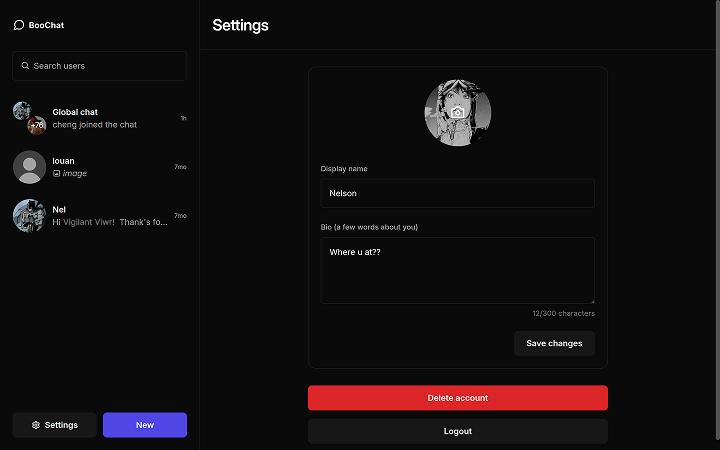 BooChat
Search users
Global chat
cheng joined the chat
1h
+76
louan
image
7mo
Nel
Hi Vigilant Viwr! Thank's fo...
7mo
Settings
New
Settings
Display name
Nelson
Bio (a few words about you)
Where u at??
12/300 characters
Save changes
Delete account
Logout